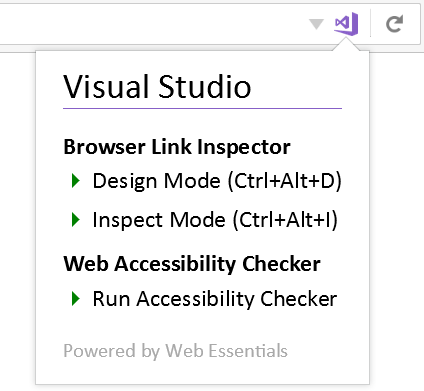 Visual Studio
Browser Link Inspector
Design Mode (Ctrl+Alt+D)
Inspect Mode (Ctrl+Alt+I)
Web Accessibility Checker
Run Accessibility Checker
Powered by Web Essentials